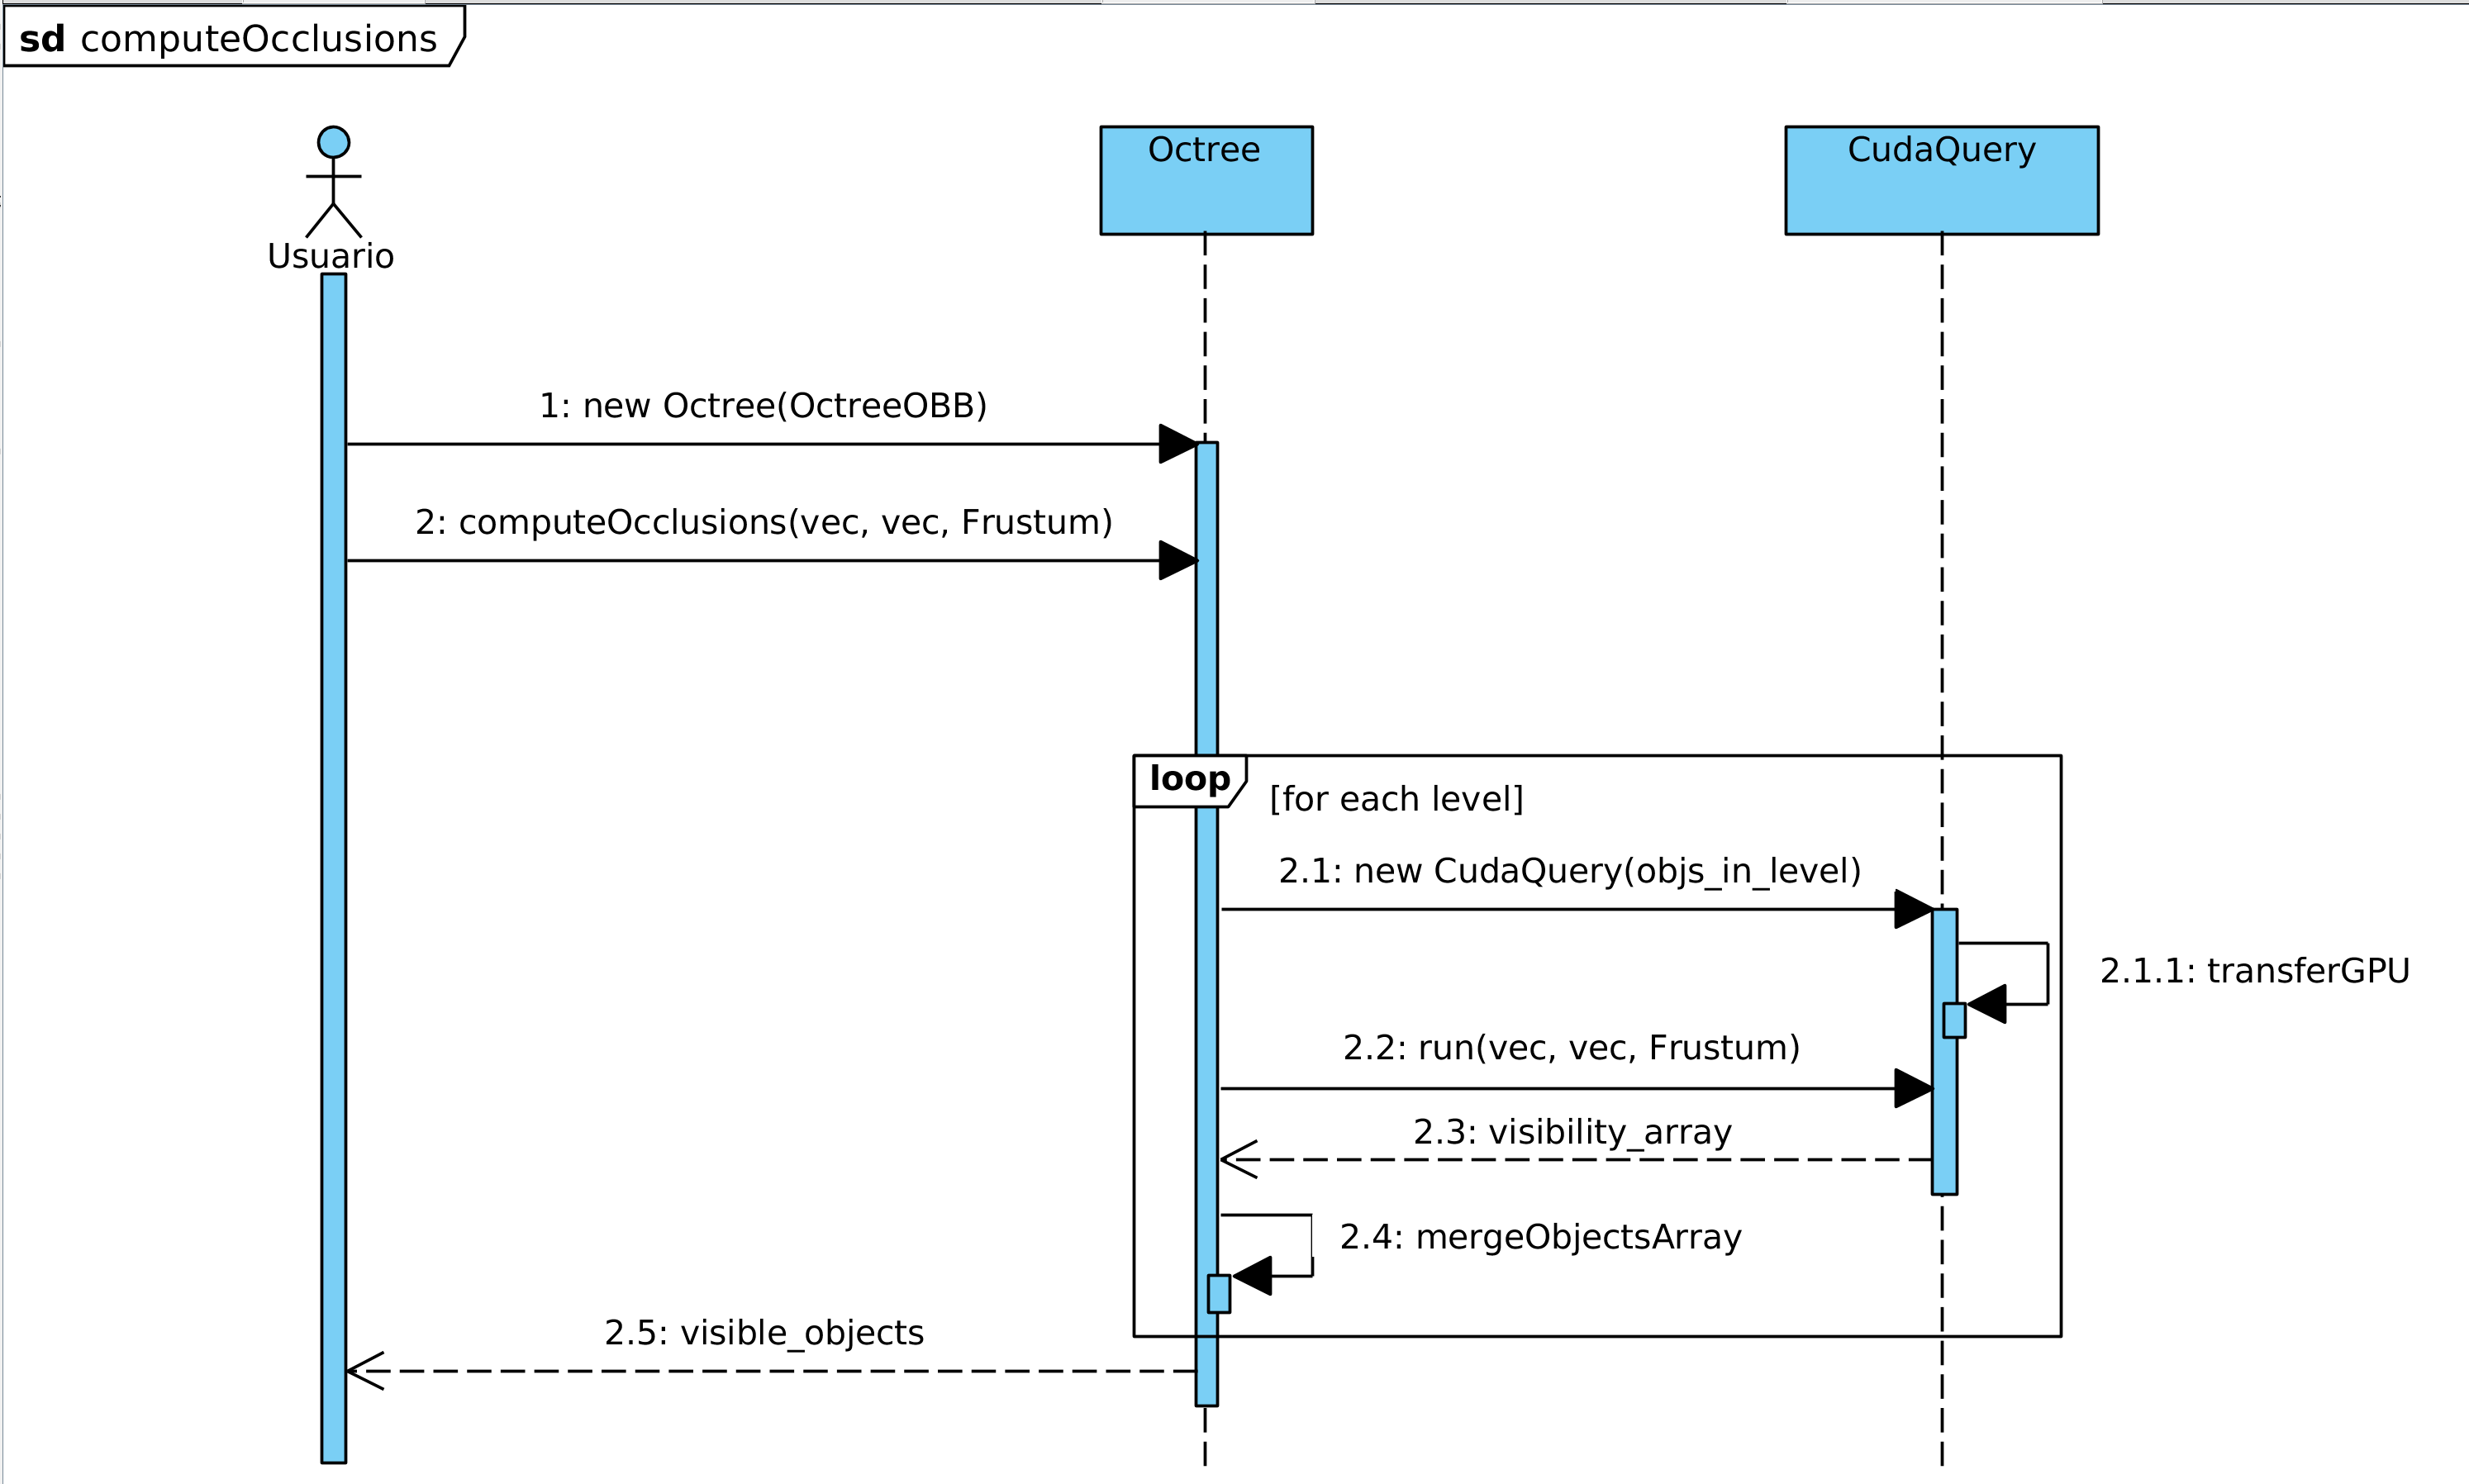 sd computeOcclusions
Usuario
Octree
CudaQuery
1: new Octree(OctreeOBB)
2: computeOcclusions(vec, vec, Frustum)
loop
[for each level]
2.1: new CudaQuery(objs_in_level)
2.1.1: transferGPU
2.2: run(vec, vec, Frustum)
2.3: visibility_array
2.4: mergeObjectsArray
2.5: visible_objects